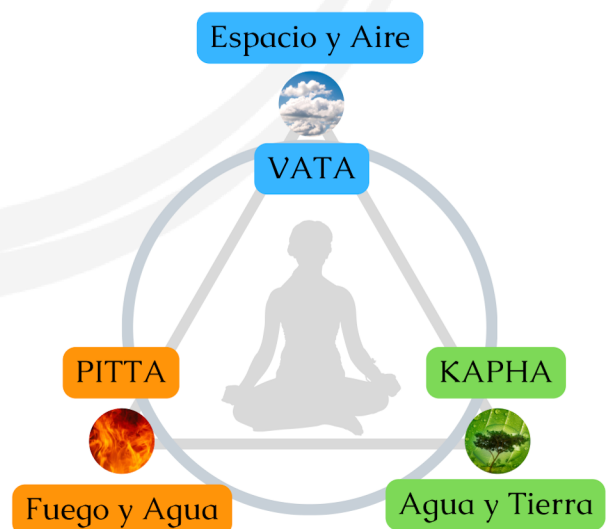 Espacio y Aire
VATA
PITTA
KAPHA
Fuego y Agua
Agua y Tierra